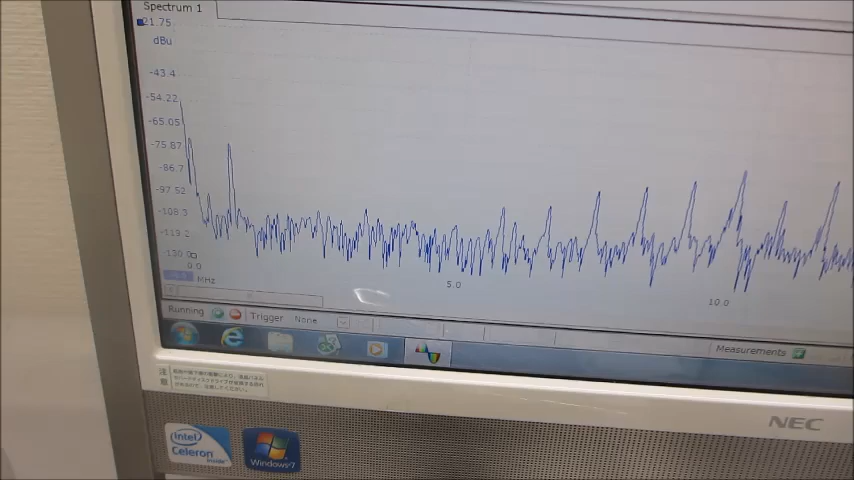 Spectrum 1
21.75
dBu
-43.4
-54.22
-65.05
-75.87
-86.7
-97.52
-108.3
-119.2
-130.0
0.0
5.0
10.0
MHz
Running
Trigger
None
Measurements
NEC
intel
Celeron
inside
Windows 7